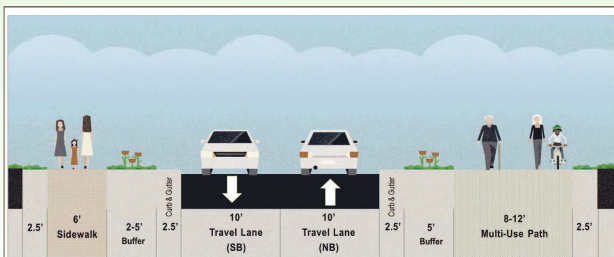 2.5'
6'
Sidewalk
2-5'
Buffer
Curb & Gutter
2.5'
10'
Travel Lane
(SB)
10'
Travel Lane
(NB)
Curb & Gutter
2.5'
5'
Buffer
8-12'
Multi-Use Path
2.5'